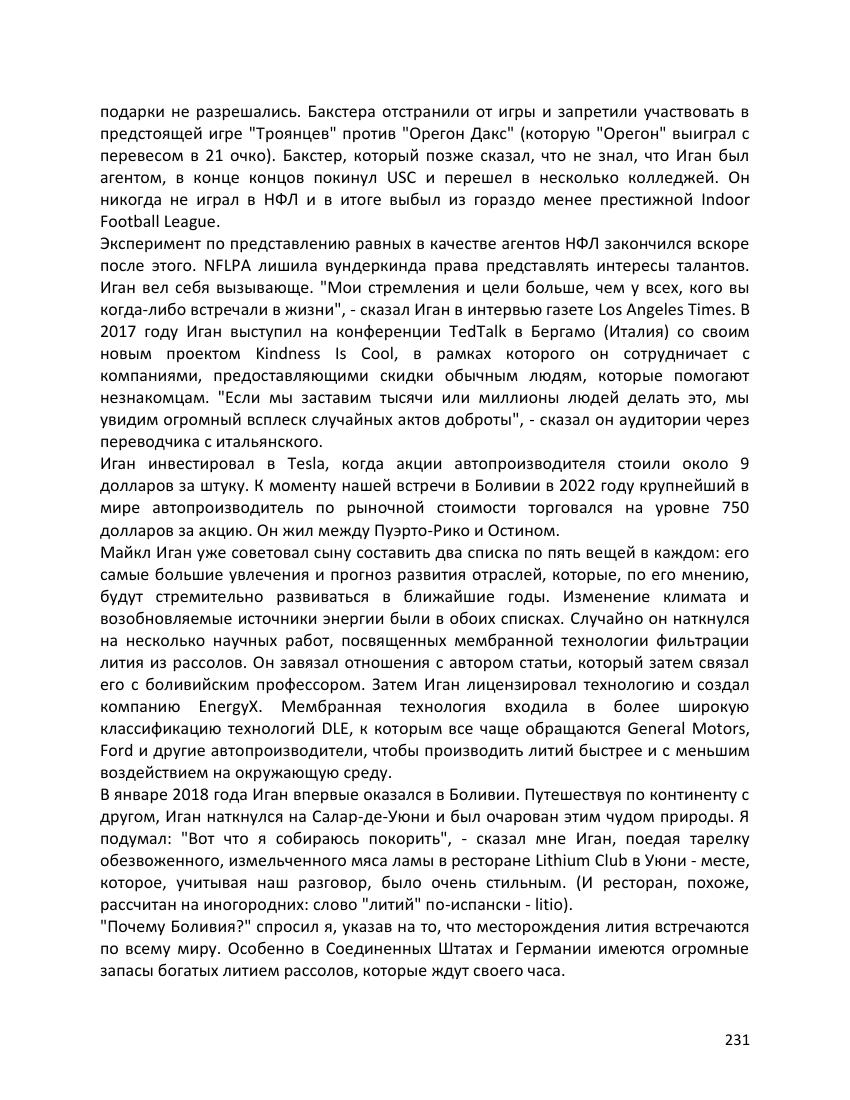 подарки не разрешались. Бакстера отстранили от игры и запретили участвовать в
предстоящей игре "Троянцев" против "Орегон Дакс" (которую "Орегон" выиграл с
перевесом в 21 очко). Бакстер, который позже сказал, что не знал, что Иган был
агентом, в конце концов покинул USC и перешел в несколько колледжей. Он
никогда не играл в НФЛ и в итоге выбыл из гораздо менее престижной Indoor
Football League.
Эксперимент по представлению равных в качестве агентов НФЛ закончился вскоре
после этого. NFLPA лишила вундеркинда права представлять интересы талантов.
Иган вел себя вызывающе. "Мои стремления и цели больше, чем у всех, кого вы
когда-либо встречали в жизни", - сказал Иган в интервью газете Los Angeles Times. В
2017 году Иган выступил на конференции TedTalk в Бергамо (Италия) со своим
новым проектом Kindness Is Cool, в рамках которого он сотрудничает с
компаниями, предоставляющими скидки обычным людям, которые помогают
незнакомцам. "Если мы заставим тысячи или миллионы людей делать это, мы
увидим огромный всплеск случайных актов доброты", - сказал он аудитории через
переводчика с итальянского.
Иган инвестировал в Tesla, когда акции автопроизводителя стоили около 9
долларов за штуку. К моменту нашей встречи в Боливии в 2022 году крупнейший в
мире автопроизводитель по рыночной стоимости торговался на уровне 750
долларов за акцию. Он жил между Пуэрто-Рико и Остином.
Майкл Иган уже советовал сыну составить два списка по пять вещей в каждом: его
самые большие увлечения и прогноз развития отраслей, которые, по его мнению,
будут стремительно развиваться в ближайшие годы. Изменение климата и
возобновляемые источники энергии были в обоих списках. Случайно он наткнулся
на несколько научных работ, посвященных мембранной технологии фильтрации
лития из рассолов. Он завязал отношения с автором статьи, который затем связал
его с боливийским профессором. Затем Иган лицензировал технологию и создал
компанию EnergyX. Мембранная технология входила в более широкую
классификацию технологий DLE, к которым все чаще обращаются General Motors,
Ford и другие автопроизводители, чтобы производить литий быстрее и с меньшим
воздействием на окружающую среду.
В январе 2018 года Иган впервые оказался в Боливии. Путешествуя по континенту с
другом, Иган наткнулся на Салар-де-Уюни и был очарован этим чудом природы. Я
подумал: "Вот что я собираюсь покорить", - сказал мне Иган, поедая тарелку
обезвоженного, измельченного мяса ламы в ресторане Lithium Club в Уюни - месте,
которое, учитывая наш разговор, было очень стильным. (И ресторан, похоже,
рассчитан на иногородних: слово "литий" по-испански - litio).
"Почему Боливия?" спросил я, указав на то, что месторождения лития встречаются
по всему миру. Особенно в Соединенных Штатах и Германии имеются огромные
запасы богатых литием рассолов, которые ждут своего часа.
231